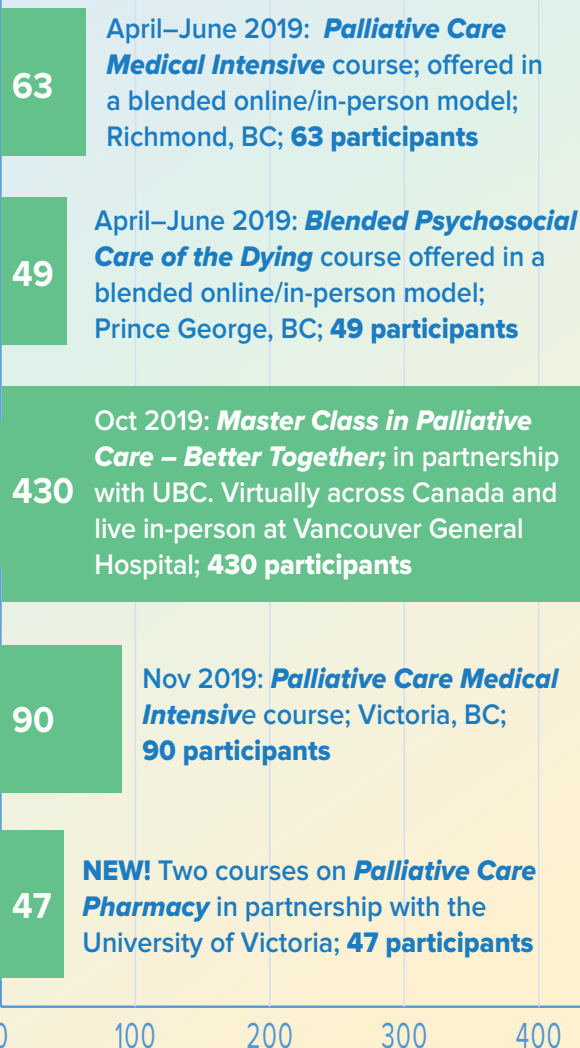 63
April–June 2019: Palliative Care
Medical Intensive course; offered in
a blended online/in-person model;
Richmond, BC; 63 participants
49
April–June 2019: Blended Psychosocial
Care of the Dying course offered in a
blended online/in-person model;
Prince George, BC; 49 participants
430
Oct 2019: Master Class in Palliative
Care – Better Together; in partnership
with UBC. Virtually across Canada and
live in-person at Vancouver General
Hospital; 430 participants
90
Nov 2019: Palliative Care Medical
Intensive course; Victoria, BC;
90 participants
47
NEW! Two courses on Palliative Care
Pharmacy in partnership with the
University of Victoria; 47 participants
0 100 200 300 400